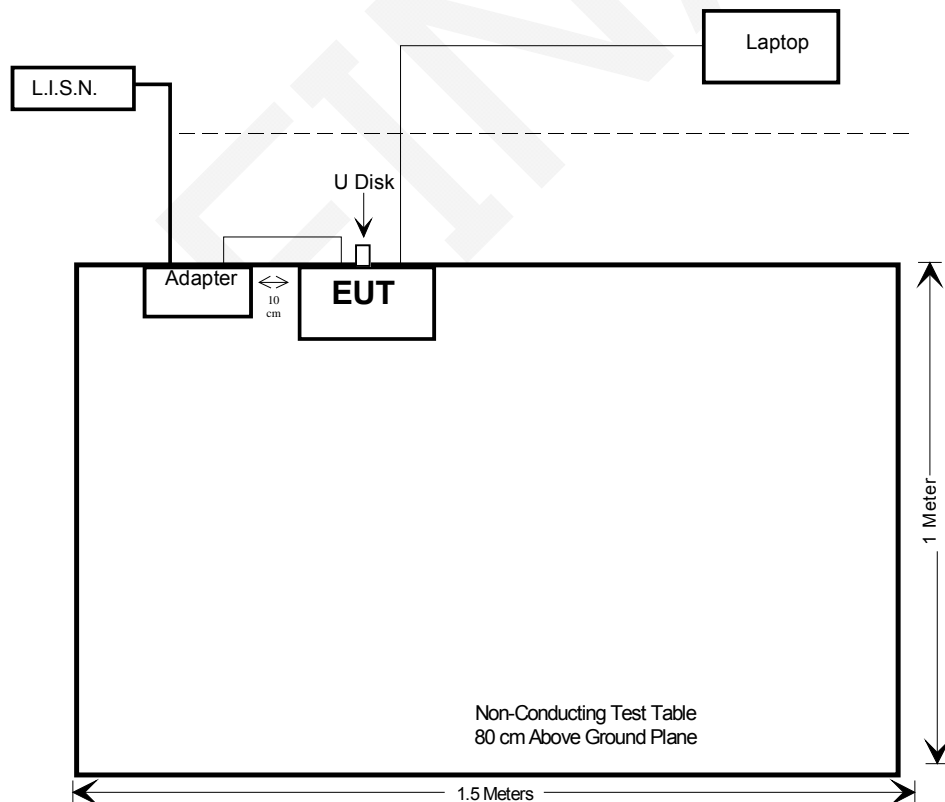 Laptop
L.I.S.N.
U Disk
Adapter
EUT
10
cm
1 Meter
Non-Conducting Test Table
80 cm Above Ground Plane
1.5 Meters